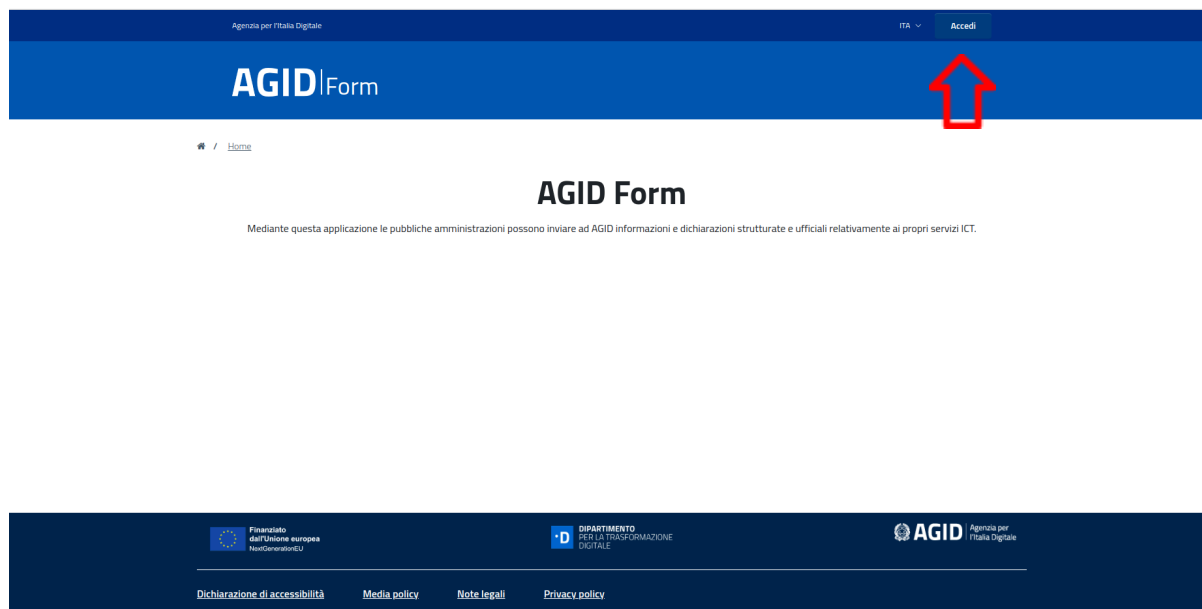 Agenzia per l'Italia Digitale
ITA
Accedi
AGID Form
/ Home
AGID Form
Mediante questa applicazione le pubbliche amministrazioni possono inviare ad AGID informazioni e dichiarazioni strutturate e ufficiali relativamente ai propri servizi ICT.
Finanziato
dall'Unione europea
NextGenerationEU
·D
DIPARTIMENTO
PER LA TRASFORMAZIONE
DIGITALE
AGID
Agenzia per
l'Italia Digitale
Dichiarazione di accessibilità
Media policy
Note legali
Privacy policy